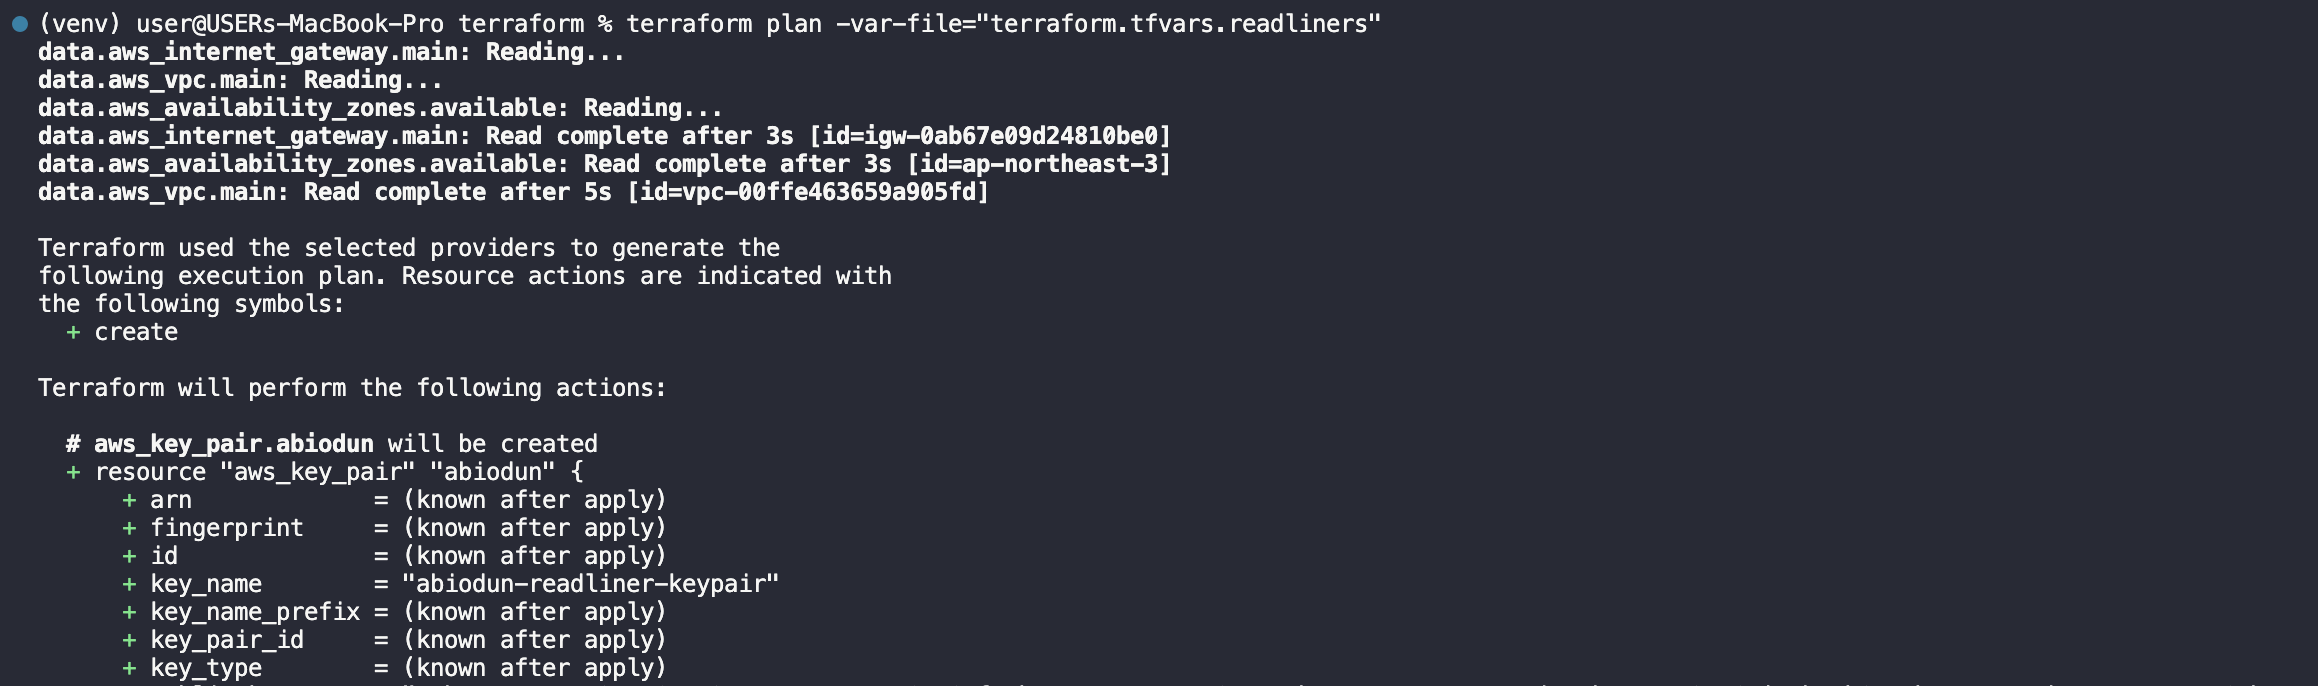 (venv) user@USERs-MacBook-Pro terraform % terraform plan -var-file="terraform.tfvars.readliners"
data.aws_internet_gateway.main: Reading...
data.aws_vpc.main: Reading...
data.aws_availability_zones.available: Reading...
data.aws_internet_gateway.main: Read complete after 3s [id=igw-0ab67e09d24810be0]
data.aws_availability_zones.available: Read complete after 3s [id=ap-northeast-3]
data.aws_vpc.main: Read complete after 5s [id=vpc-00ffe463659a905fd]
Terraform used the selected providers to generate the
following execution plan. Resource actions are indicated with
the following symbols:
+ create
Terraform will perform the following actions:
# aws_key_pair.abiodun will be created
+ resource "aws_key_pair" "abiodun" {
+ arn = (known after apply)
+ fingerprint = (known after apply)
+ id = (known after apply)
+ key_name = "abiodun-readliner-keypair"
+ key_name_prefix = (known after apply)
+ key_pair_id = (known after apply)
+ key_type = (known after apply)